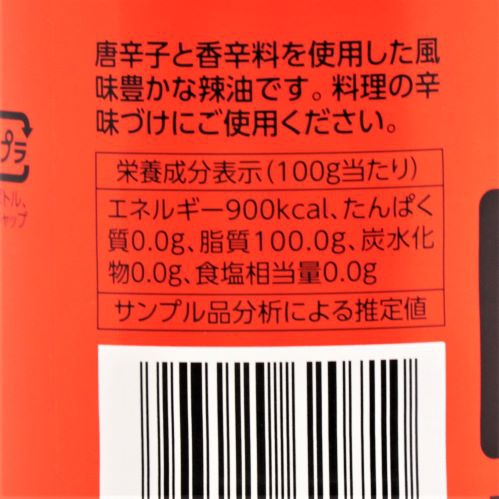 唐辛子と香辛料を使用した風
味豊かな辣油です。料理の辛
味づけにご使用ください。
栄養成分表示(100g当たり)
エネルギー900kcal、たんぱく
質0.0g、脂質100.0g、炭水化
物0.0g、食塩相当量0.0g
サンプル品分析による推定値
プラ
トル、
ャップ